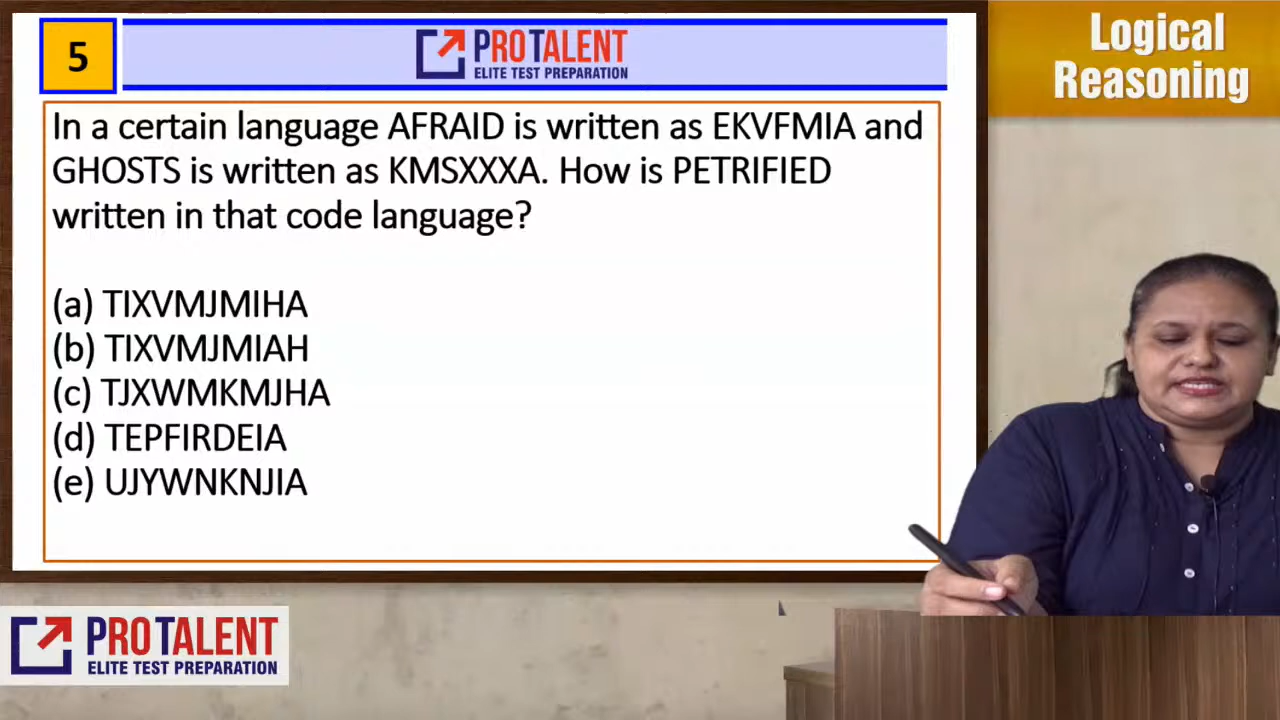 5
PROTALENT
ELITE TEST PREPARATION
Logical
Reasoning
In a certain language AFRAID is written as EKVFMIA and
GHOSTS is written as KMSXXXA. How is PETRIFIED
written in that code language?
(a) TIXVMJMIHA
(b) TIXVMJMIAH
(c) TJXWMKMJHA
(d) TEPFIRDEIA
(e) UJYWNKNJIA
PROTALENT
ELITE TEST PREPARATION